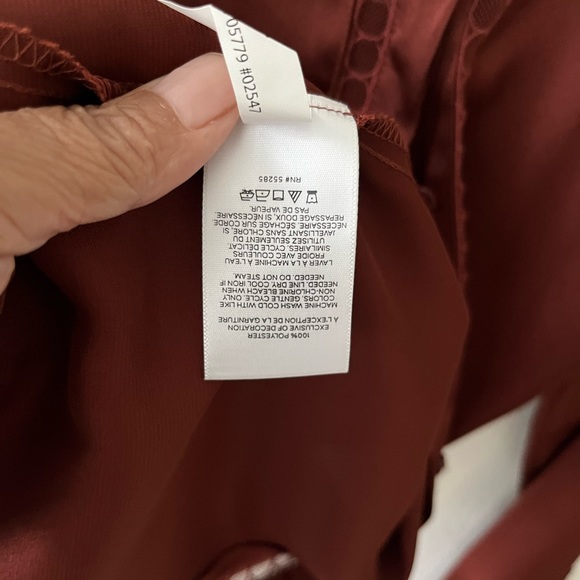 05779 #02547
100% POLYESTER
EXCLUSIVE OF DECORATION
À L'EXCEPTION DE LA GARNITURE
MACHINE WASH COLD WITH LIKE
COLORS, GENTLE CYCLE. ONLY
NON-CHLORINE BLEACH WHEN
NEEDED. LINE DRY. COOL IRON IF
NEEDED. DO NOT STEAM.
LAVER À LA MACHINE À L'EAU
FROIDE AVEC COULEURS
SIMILAIRES, CYCLE DÉLICAT.
UTILISEZ SEULEMENT DU
JAVELLISANT SANS CHLORE, SI
NÉCESSAIRE. SÉCHAGE SUR CORDE.
REPASSAGE DOUX, SI NÉCESSAIRE.
PAS DE VAPEUR.
RN# 55285